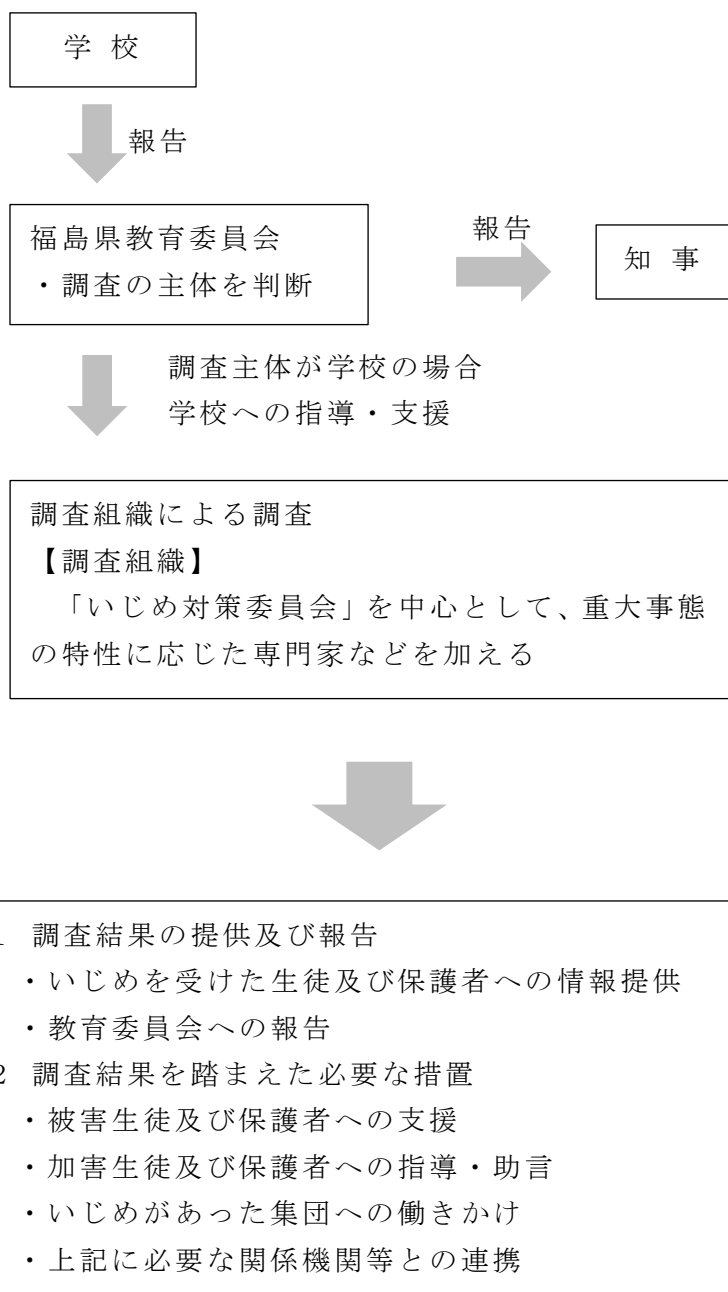 学 校
報告
福島県教育委員会
・調査の主体を判断
報告
知 事
調査主体が学校の場合
学校への指導・支援
調査組織による調査
【調査組織】
「いじめ対策委員会」を中心として、重大事態
の特性に応じた専門家などを加える
1 調査結果の提供及び報告
・いじめを受けた生徒及び保護者への情報提供
・教育委員会への報告
2 調査結果を踏まえた必要な措置
・被害生徒及び保護者への支援
・加害生徒及び保護者への指導・助言
・いじめがあった集団への働きかけ
・上記に必要な関係機関等との連携